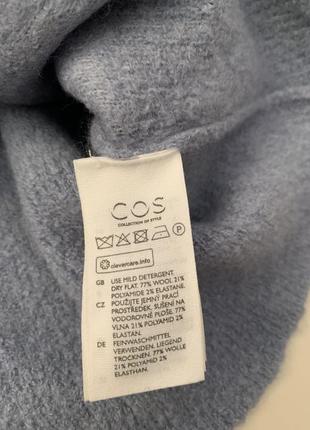 COS
COLLECTION OF STYLE
P
clevercare.info
GB
USE MILD DETERGENT.
DRY FLAT. 77% WOOL 21%
POLYAMIDE 2% ELASTANE.
CZ
POUŽIJTE JEMNÝ PRACÍ
PROSTŘEDEK. SUŠENÍ NA
VODOROVNÉ PLOŠE. 77%
VLNA 21% POLYAMID 2%
ELASTAN.
DE
FEINWASCHMITTEL
VERWENDEN. LIEGEND
TROCKNEN. 77% WOLLE
21% POLYAMID 2%
ELASTHAN.